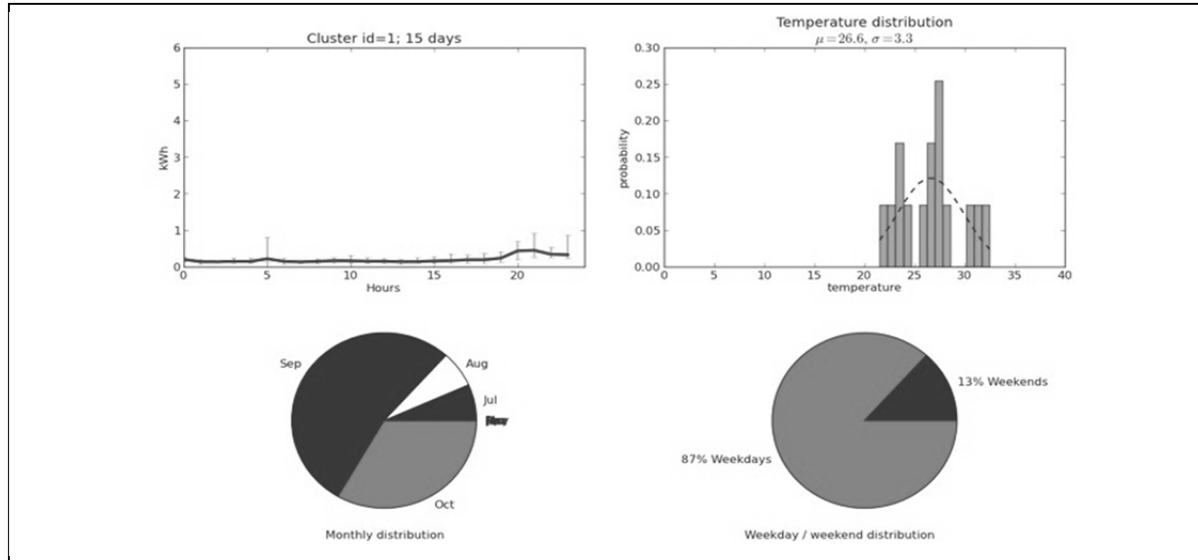 Cluster id=1; 15 days
6
5
4
3
2
1
0
kWh
0 5 10 15 20
Hours
Temperature distribution
μ=26.6, σ=3.3
0.30
0.25
0.20
0.15
0.10
0.05
0.00
probability
0 5 10 15 20 25 30 35 40
temperature
Sep
Aug
Jul
Oct
Monthly distribution
13% Weekends
87% Weekdays
Weekday / weekend distribution